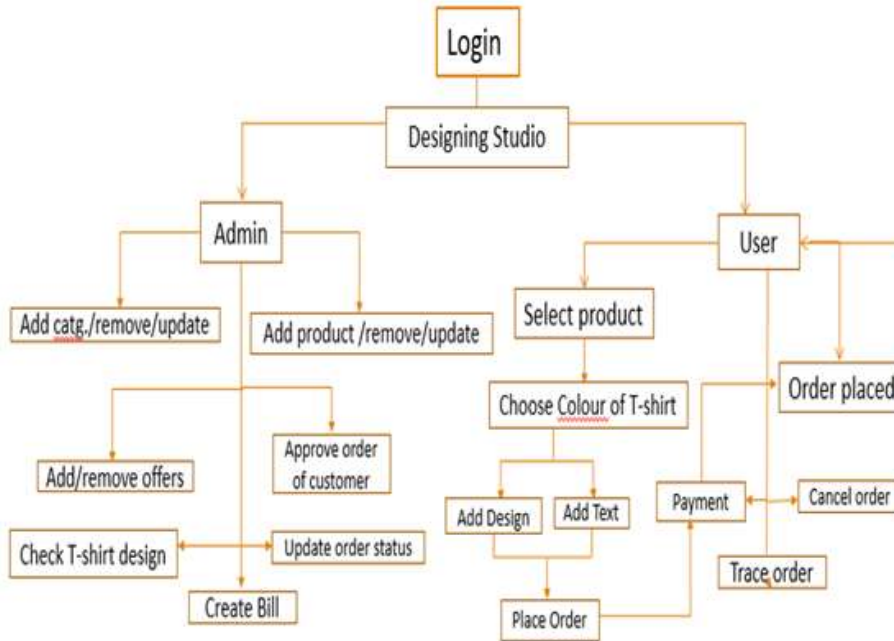 Login
Designing Studio
Admin
User
Add catg./remove/update
Add product /remove/update
Select product
Order placed
Choose Colour of T-shirt
Add/remove offers
Approve order
of customer
Add Design
Add Text
Payment
Cancel order
Check T-shirt design
Update order status
Trace order
Create Bill
Place Order